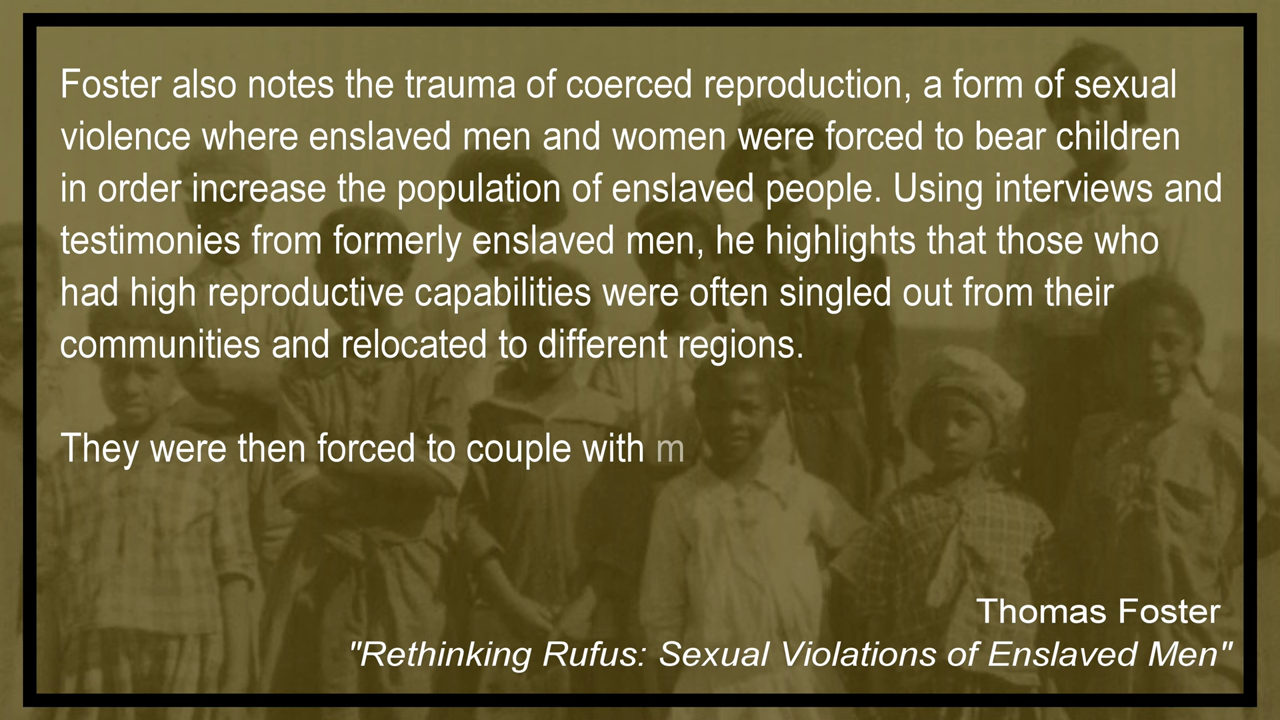 Foster also notes the trauma of coerced reproduction, a form of sexual
violence where enslaved men and women were forced to bear children
in order increase the population of enslaved people. Using interviews and
testimonies from formerly enslaved men, he highlights that those who
had high reproductive capabilities were often singled out from their
communities and relocated to different regions.
They were then forced to couple with m
Thomas Foster
"Rethinking Rufus: Sexual Violations of Enslaved Men"